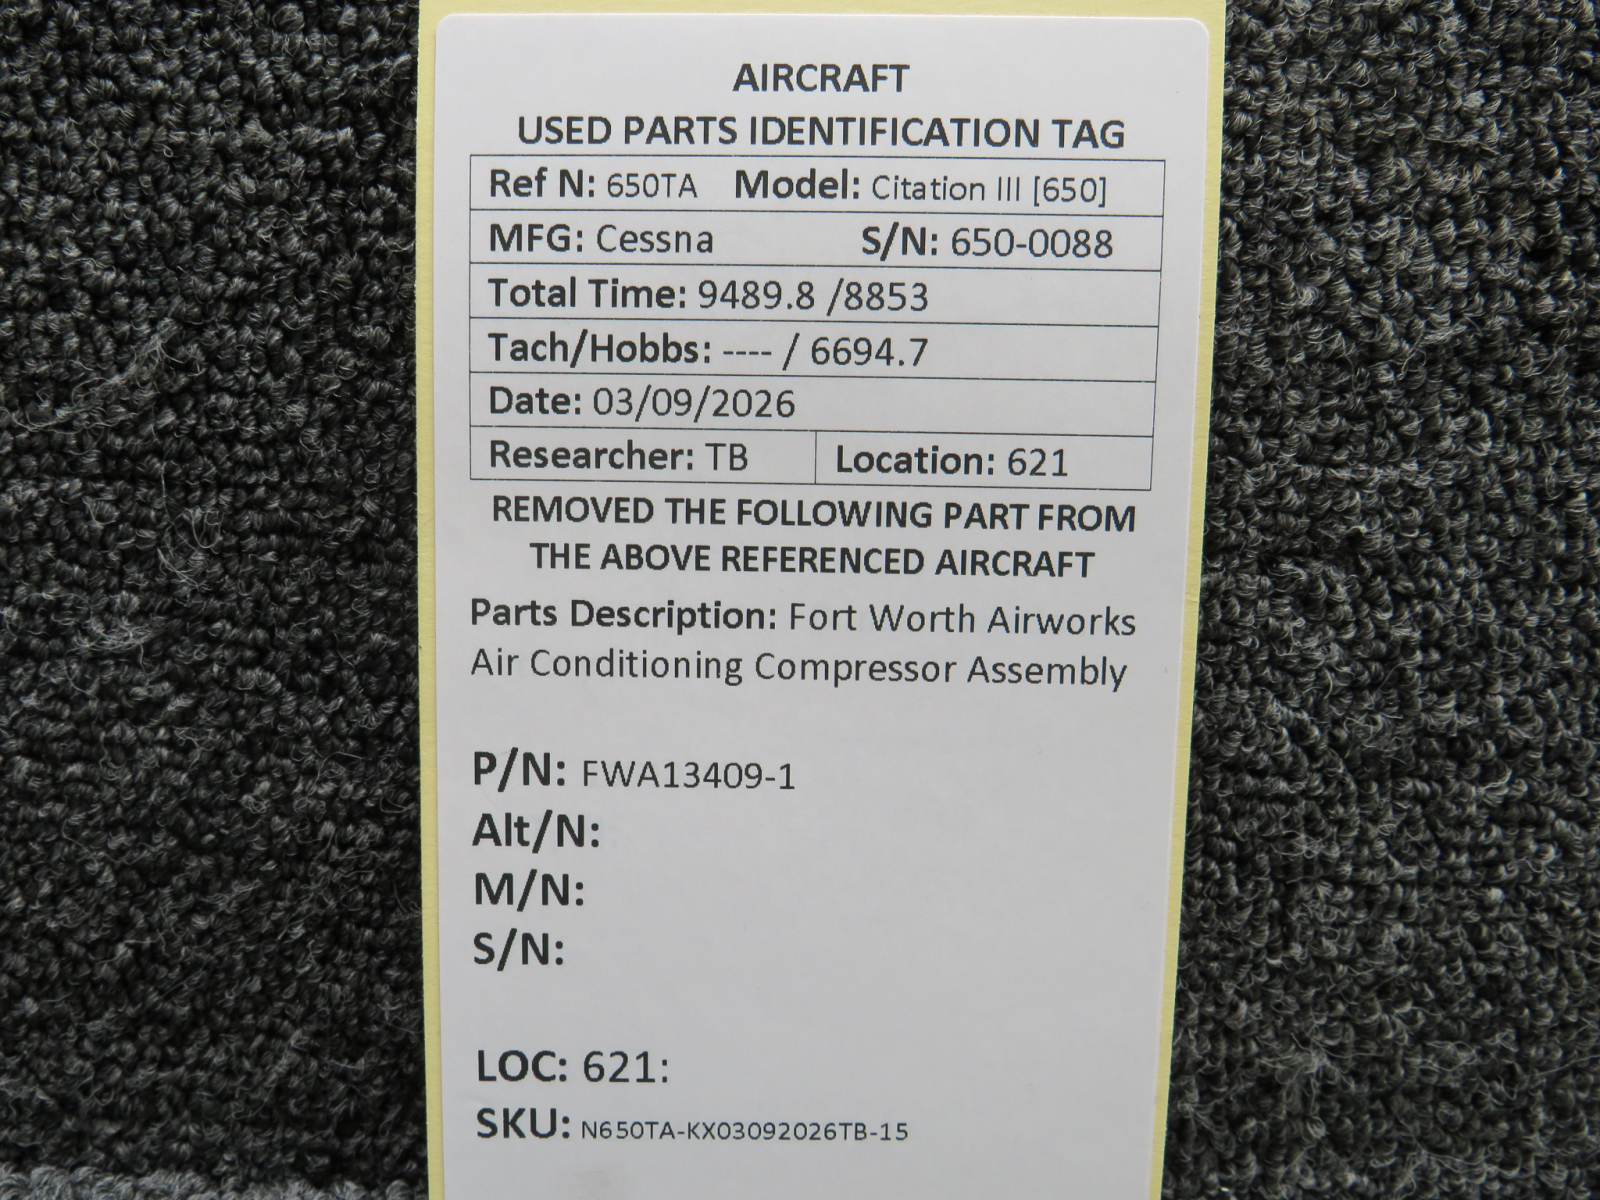 AIRCRAFT
USED PARTS IDENTIFICATION TAG
Ref N: 650TA Model: Citation III [650]
MFG: Cessna S/N: 650-0088
Total Time: 9489.8 /8853
Tach/Hobbs: ---- / 6694.7
Date: 03/09/2026
Researcher: TB Location: 621
REMOVED THE FOLLOWING PART FROM
THE ABOVE REFERENCED AIRCRAFT
Parts Description: Fort Worth Airworks
Air Conditioning Compressor Assembly
P/N: FWA13409-1
Alt/N:
M/N:
S/N:
LOC: 621:
SKU: N650TA-KX03092026TB-15